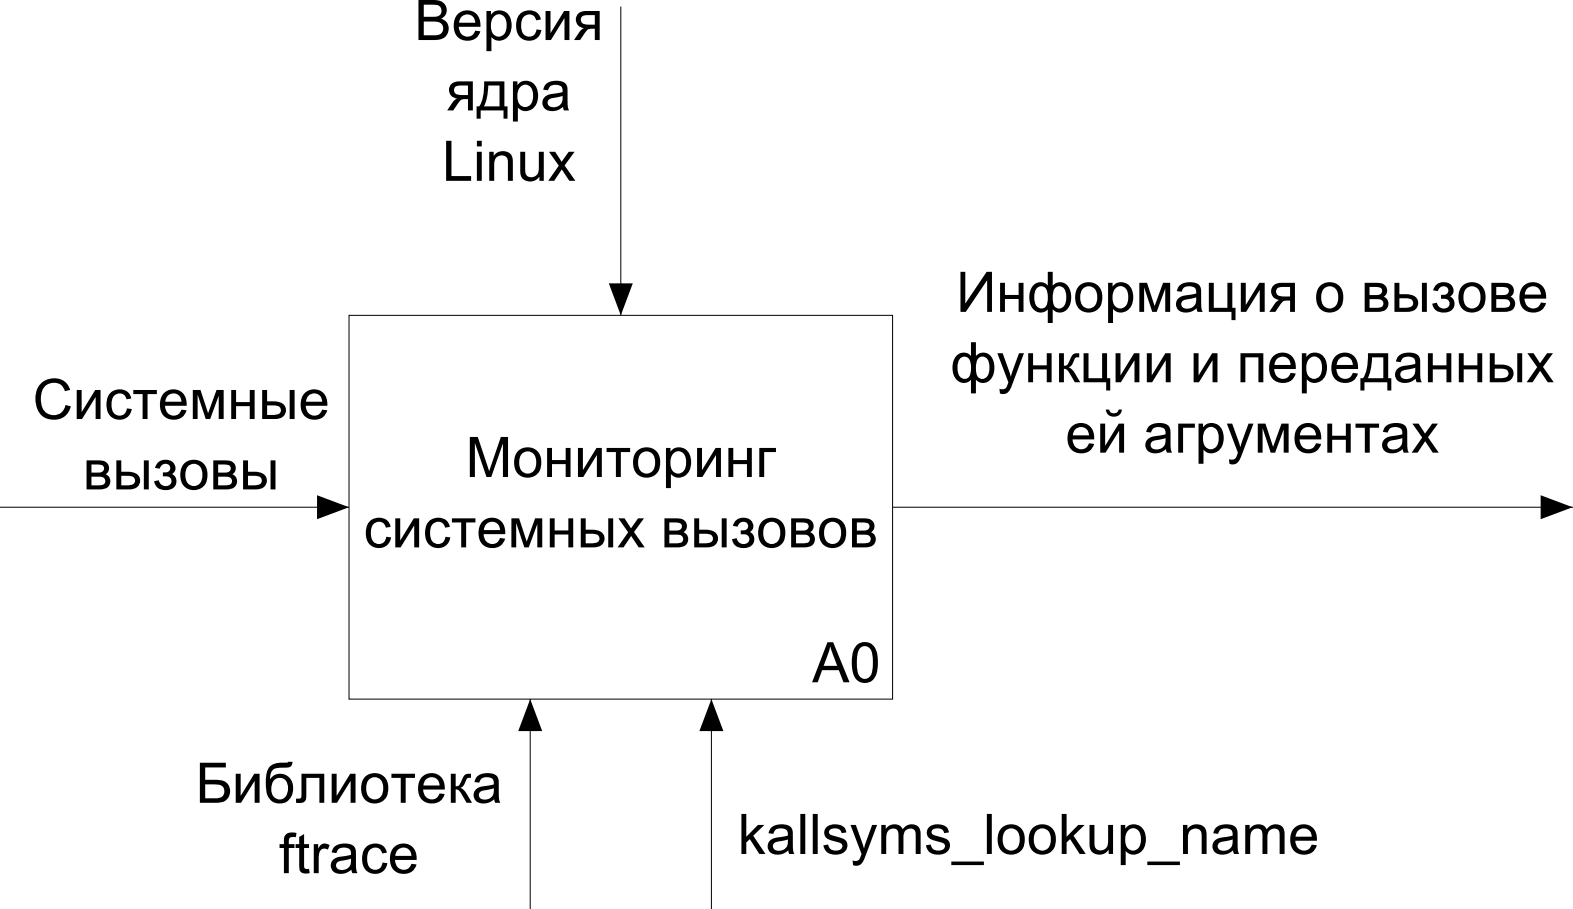 Версия
ядра
Linux
Информация о вызове
функции и переданных
ей агрументах
Системные
вызовы
Мониторинг
системных вызовов
A0
Библиотека
ftrace
kallsyms_lookup_name